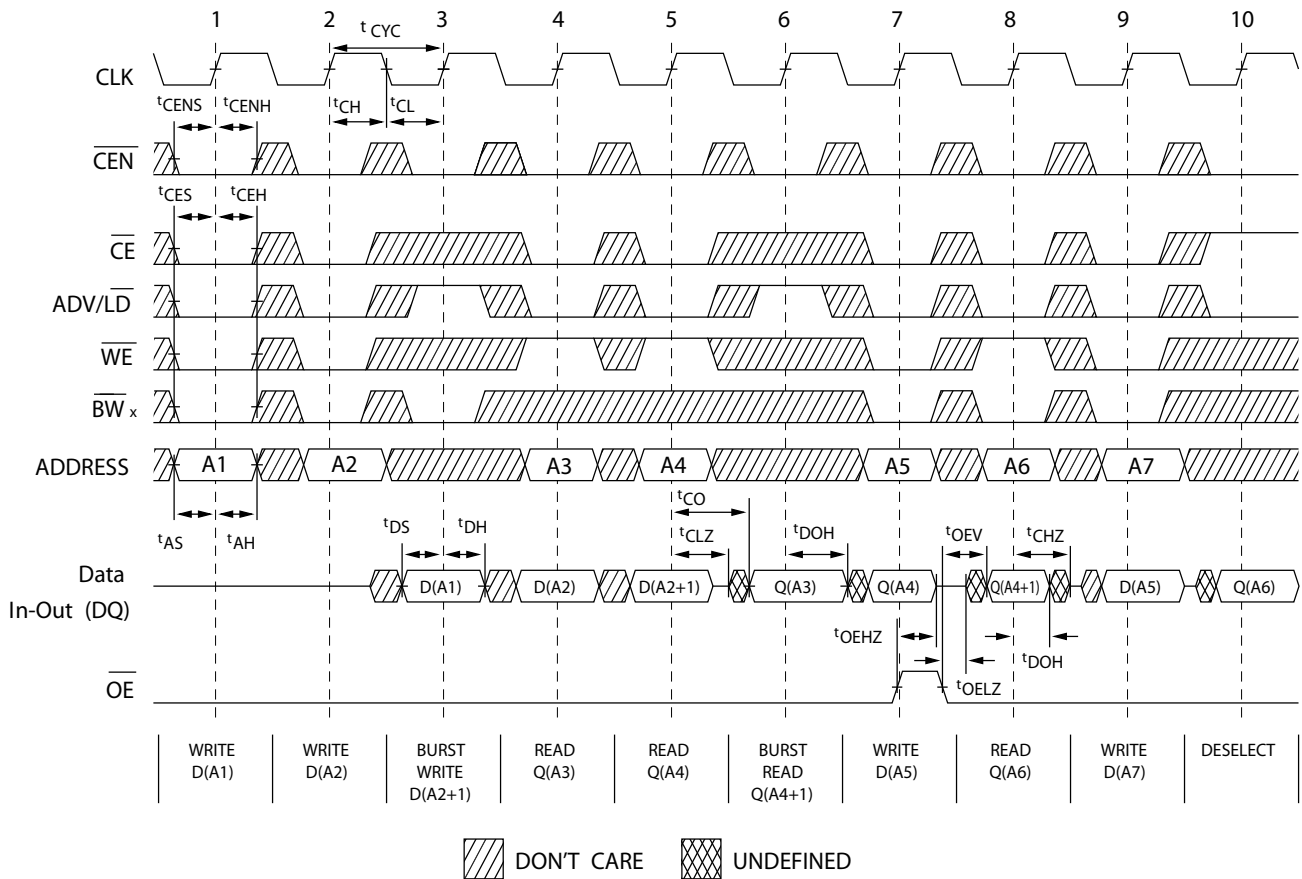 1 2 3 4 5 6 7 8 9 10
t CYC
CLK
tCENS tCENH tCH tCL
CEN
tCES tCEH
CE
ADV/LD
WE
BW x
ADDRESS A1 A2 A3 A4 A5 A6 A7
tCO
tAS tAH tDS tDH tCLZ tDOH tOEV tCHZ
Data
In-Out (DQ)
D(A1) D(A2) D(A2+1) Q(A3) Q(A4) Q(A4+1) D(A5) Q(A6)
tOEHZ tDOH
tOELZ
OE
WRITE
D(A1)
WRITE
D(A2)
BURST
WRITE
D(A2+1)
READ
Q(A3)
READ
Q(A4)
BURST
READ
Q(A4+1)
WRITE
D(A5)
READ
Q(A6)
WRITE
D(A7)
DESELECT
DON'T CARE UNDEFINED